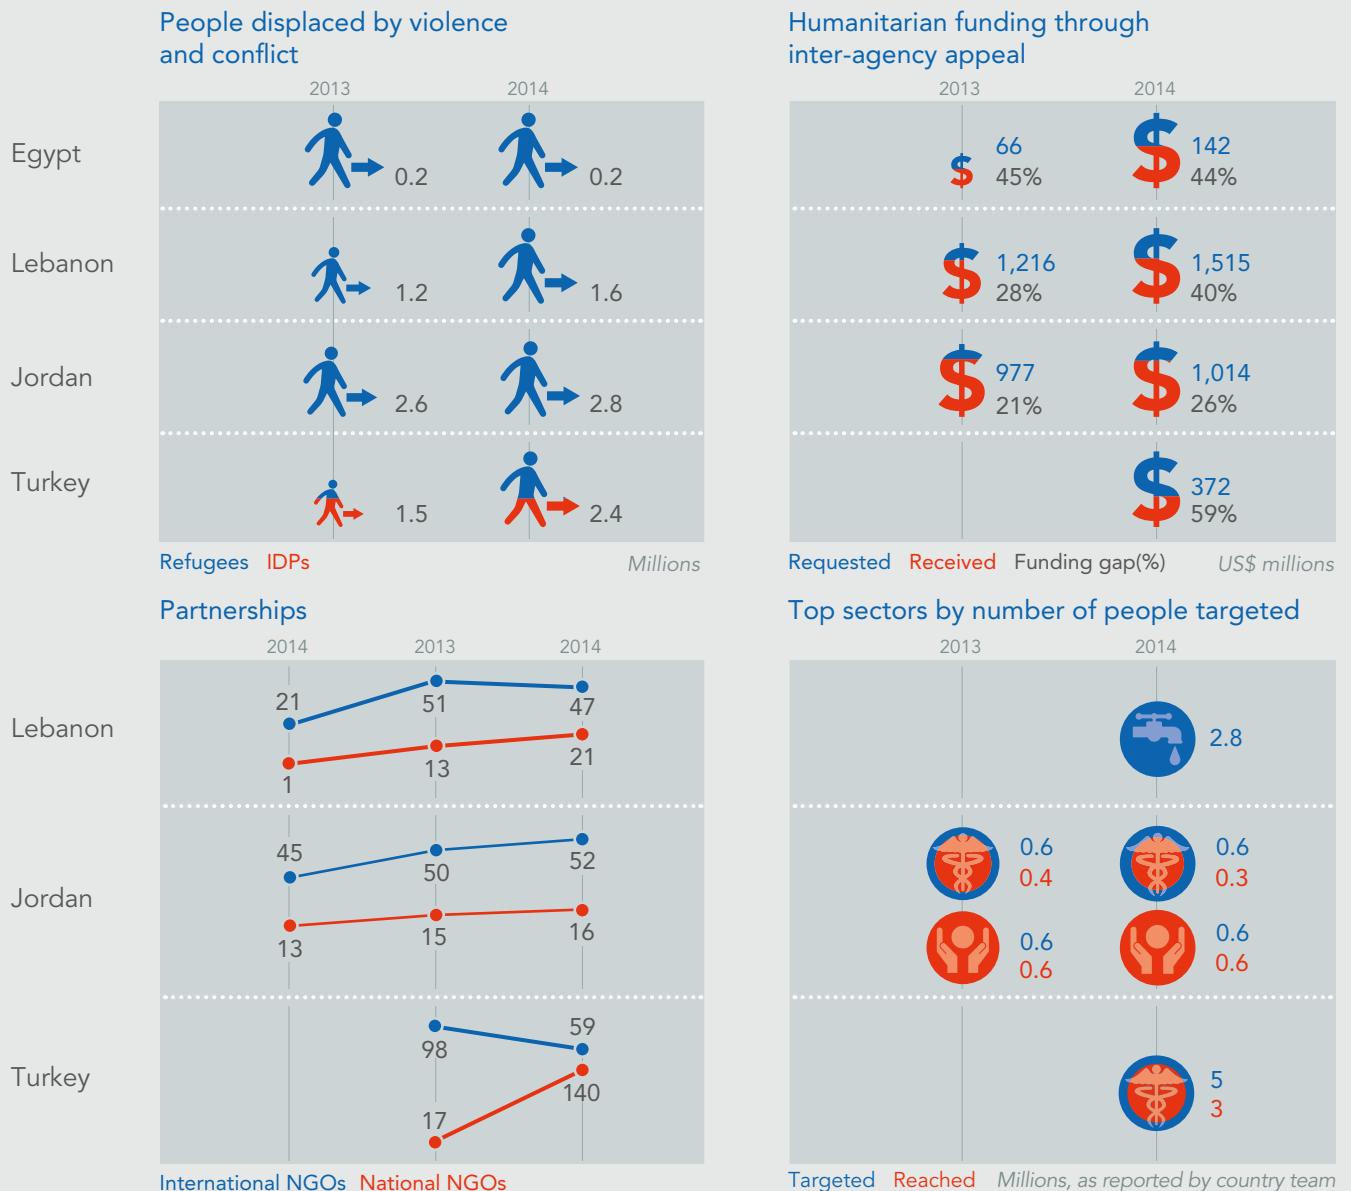 People displaced by violence
and conflict
2013 2014
Egypt 0.2 0.2
Lebanon 1.2 1.6
Jordan 2.6 2.8
Turkey 1.5 2.4
Refugees IDPs Millions
Humanitarian funding through
inter-agency appeal
2013 2014
66 142
45% 44%
1,216 1,515
28% 40%
977 1,014
21% 26%
372
59%
Requested Received Funding gap(%) US$ millions
Partnerships
2014 2013 2014
Lebanon
21 51 47
1 13 21
Jordan
45 50 52
13 15 16
Turkey
98 59
17 140
International NGOs National NGOs
Top sectors by number of people targeted
2013 2014
2.8
0.6 0.6
0.4 0.3
0.6 0.6
0.6 0.6
5
3
Targeted Reached Millions, as reported by country team